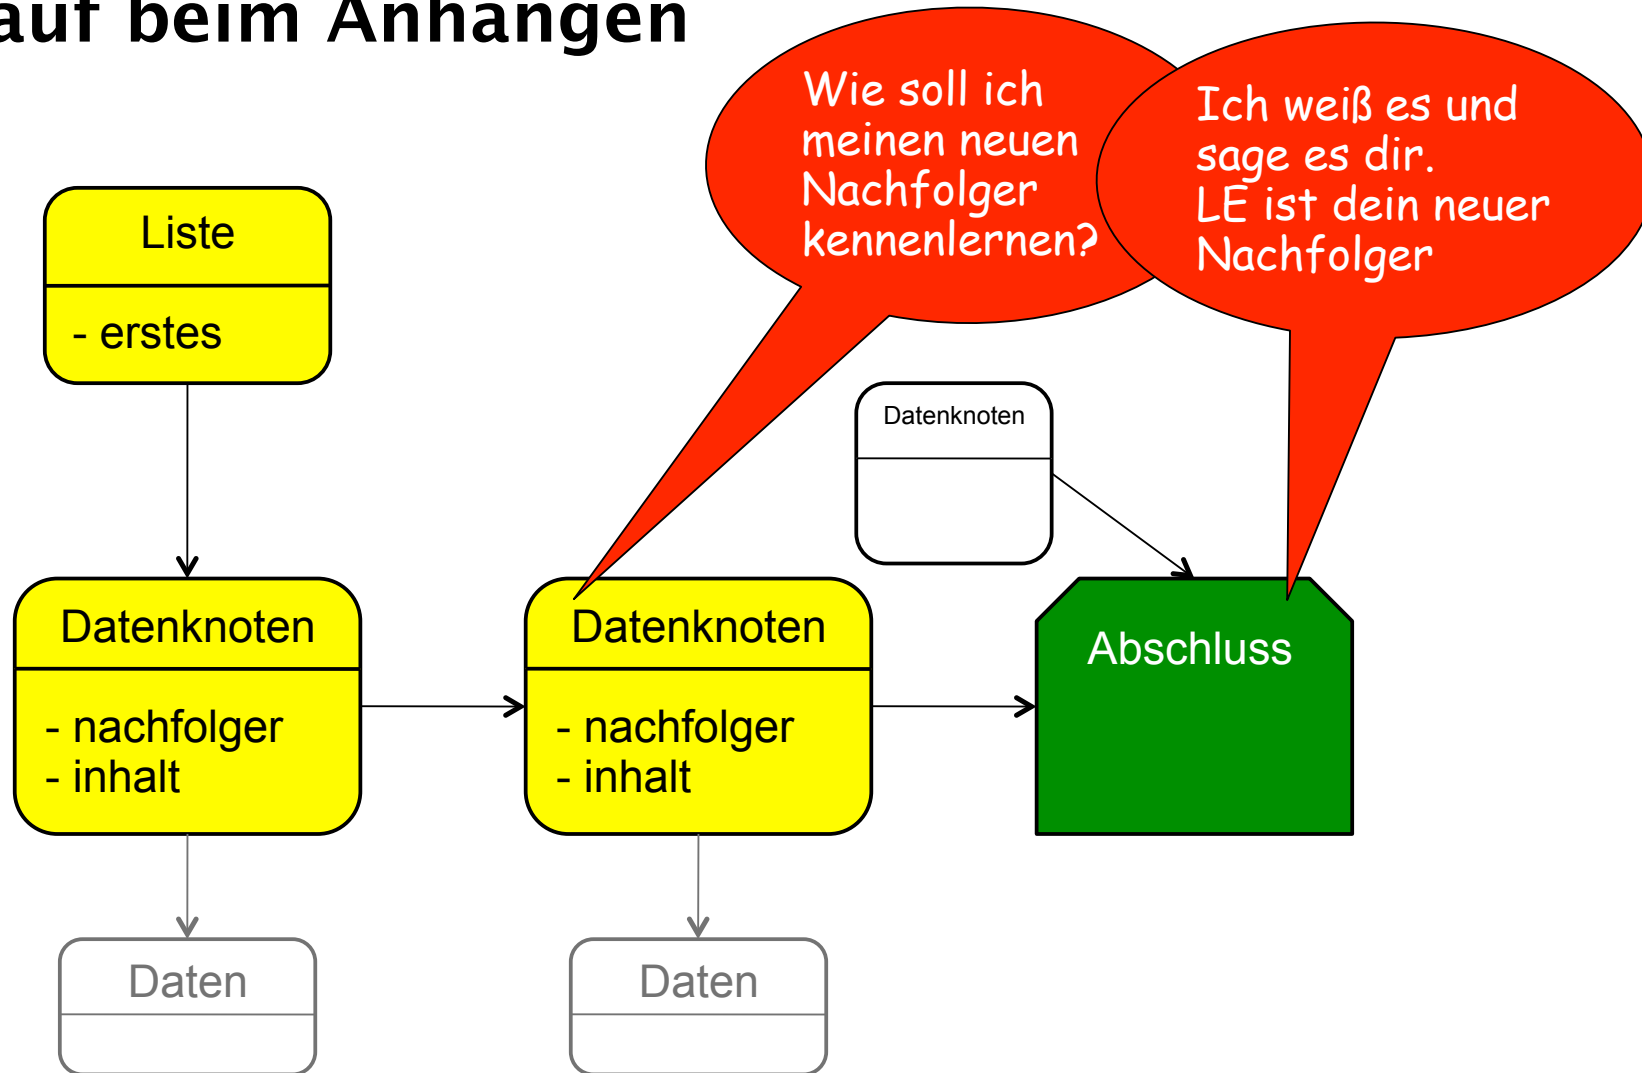 auf beim Anhängen
Wie soll ich
meinen neuen
Nachfolger
kennenlernen?
Ich weiß es und
sage es dir.
LE ist dein neuer
Nachfolger
Liste
- erstes
Datenknoten
Datenknoten
- nachfolger
- inhalt
Datenknoten
- nachfolger
- inhalt
Abschluss
Daten
Daten